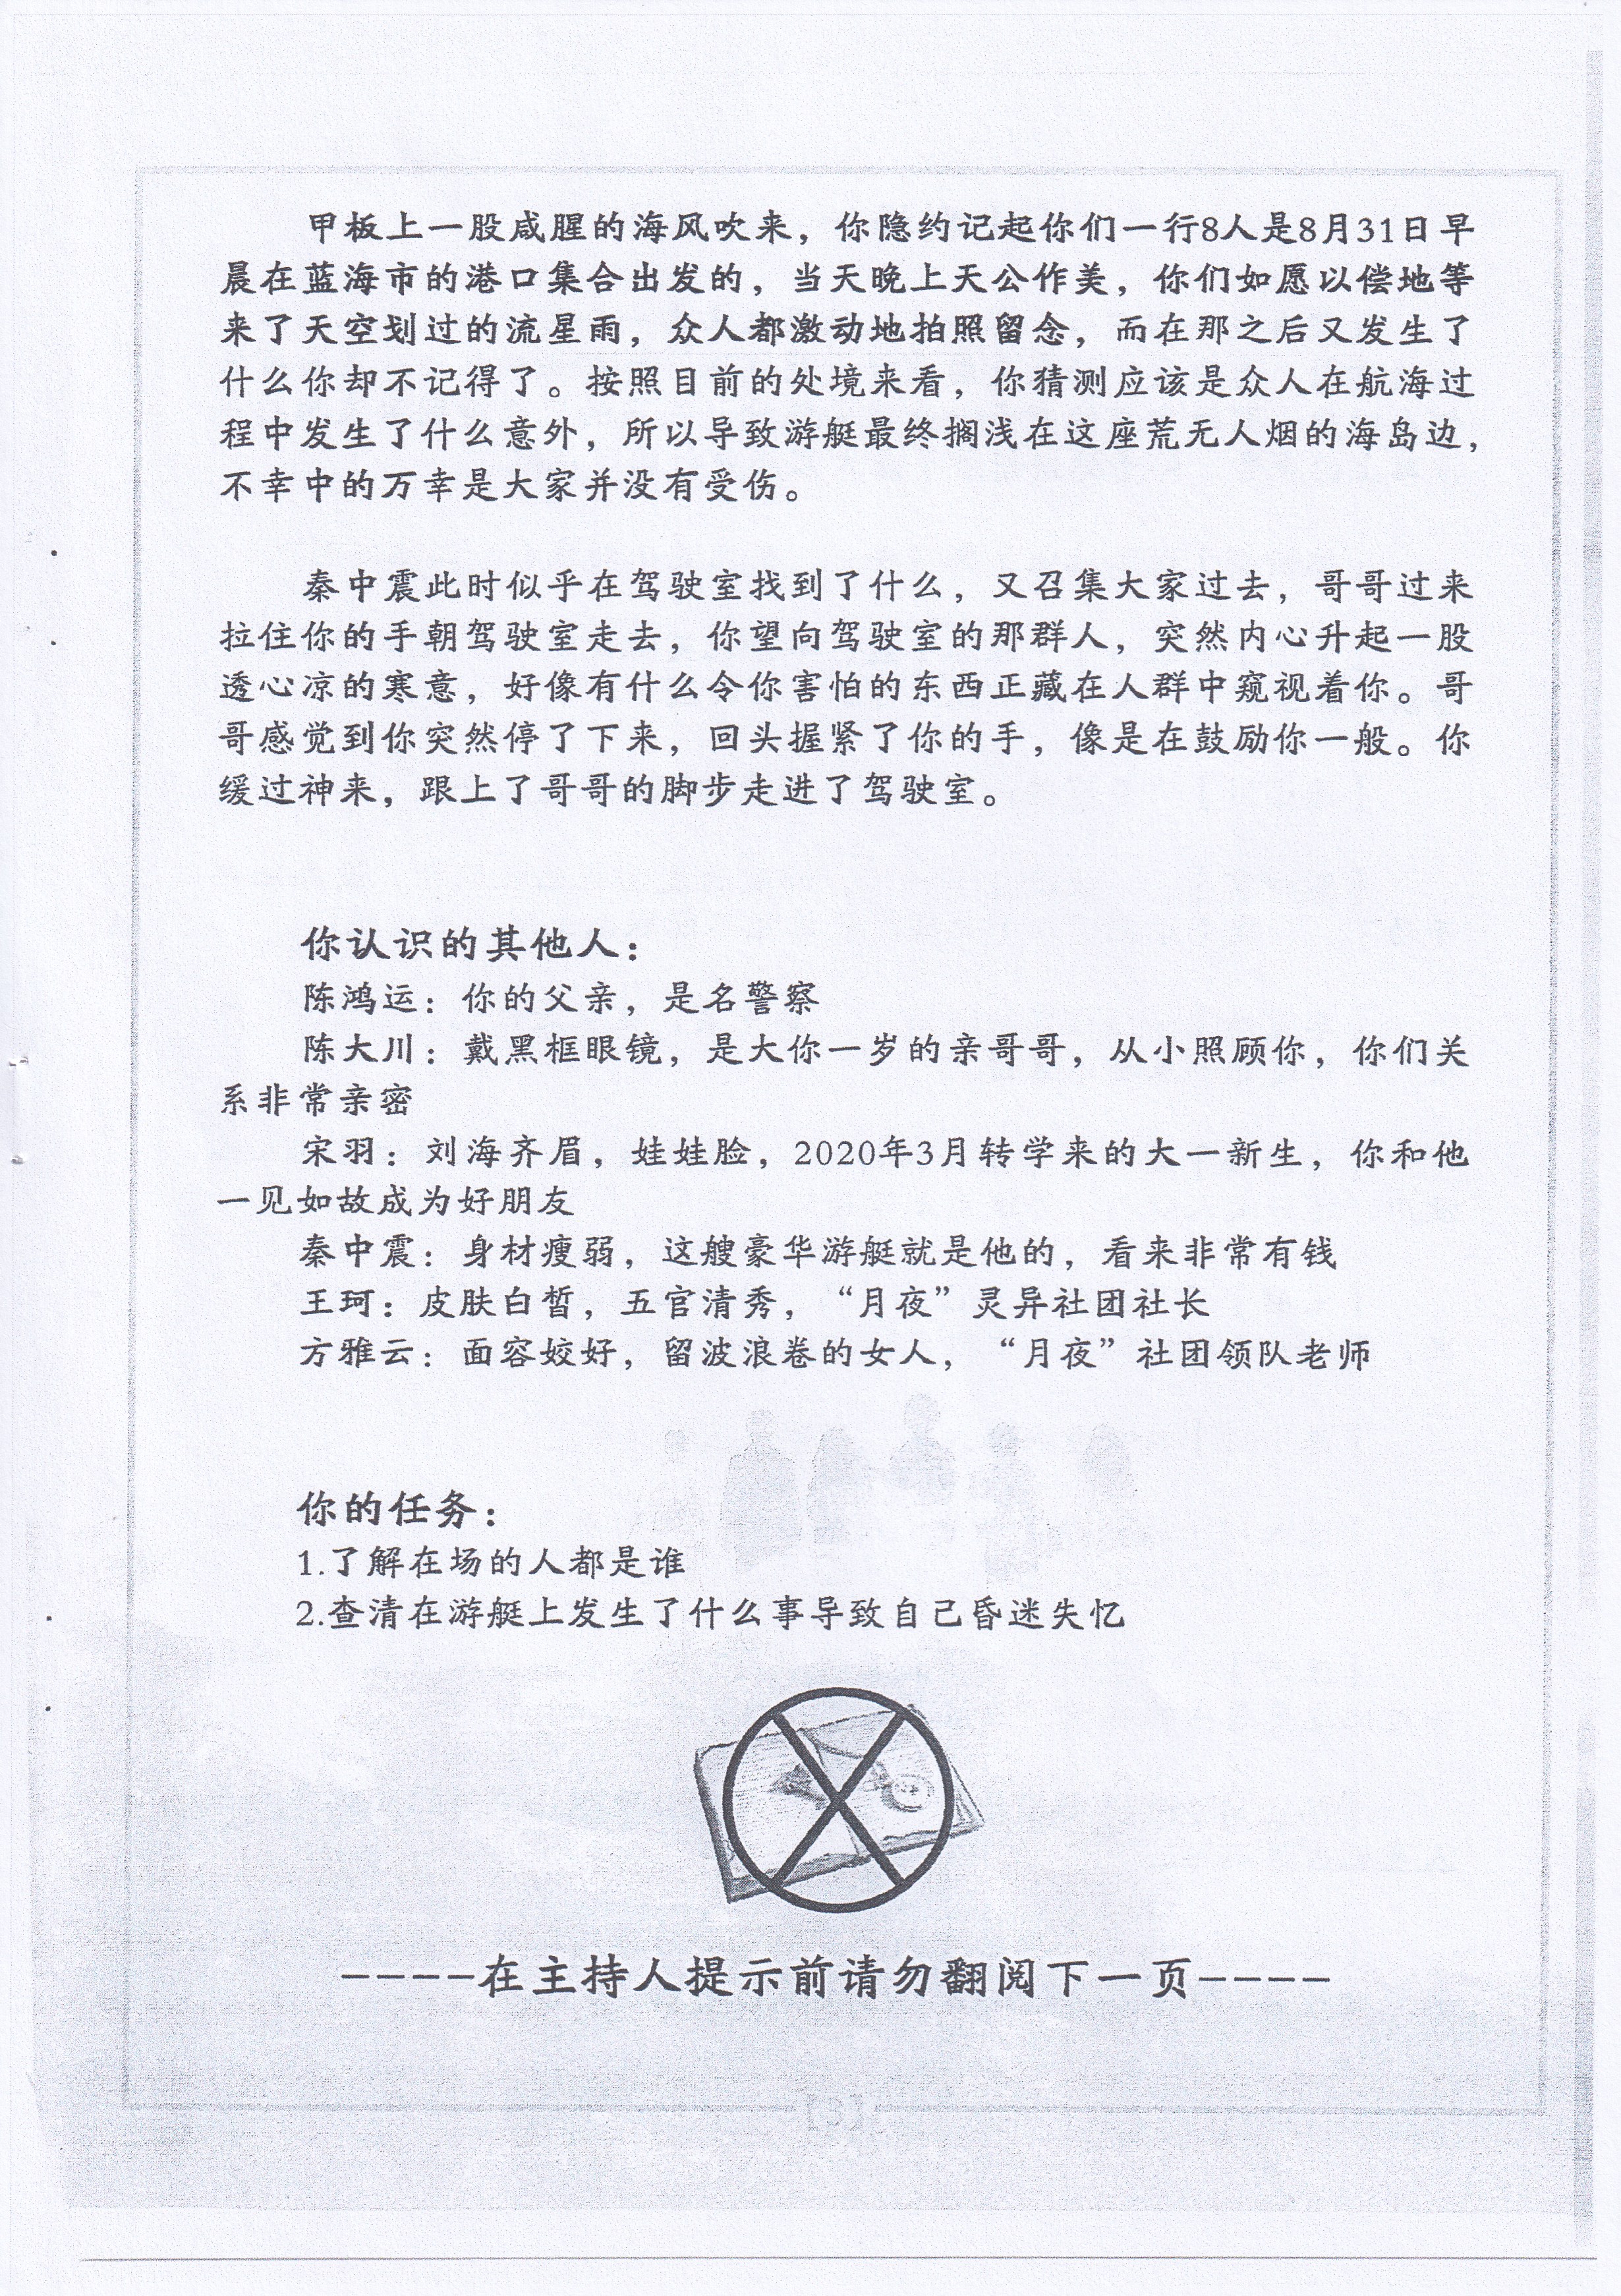 甲板上一股咸腥的海风吹来，你隐约记起你们一行8人是8月31日早
晨在蓝海市的港口集合出发的，当天晚上天公作美，你们如愿以偿地等
来了天空划过的流星雨，众人都激动地拍照留念，而在那之后又发生了
什么你却不记得了。按照目前的处境来看，你猜测应该是众人在航海过
程中发生了什么意外，所以导致游艇最终搁浅在这座荒无人烟的海岛边，
不幸中的万幸是大家并没有受伤。
秦中震此时似乎在驾驶室找到了什么，又召集大家过去，哥哥过来
拉住你的手朝驾驶室走去，你望向驾驶室的那群人，突然内心升起一股
透心凉的寒意，好像有什么令你害怕的东西正藏在人群中窥视着你。哥
哥感觉到你突然停了下来，回头握紧了你的手，像是在鼓励你一般。你
缓过神来，跟上了哥哥的脚步走进了驾驶室。
你认识的其他人：
陈鸿运：你的父亲，是名警察
陈大川：戴黑框眼镜，是大你一岁的亲哥哥，从小照顾你，你们关
系非常亲密
宋羽：刘海齐眉，娃娃脸，2020年3月转学来的大一新生，你和他
一见如故成为好朋友
秦中震：身材瘦弱，这艘豪华游艇就是他的，看来非常有钱
王珂：皮肤白皙，五官清秀，“月夜”灵异社团社长
方雅云：面容姣好，留波浪卷的女人，“月夜”社团领队老师
你的任务：
1.了解在场的人都是谁
2.查清在游艇上发生了什么事导致自己昏迷失忆
----在主持人提示前请勿翻阅下一页----